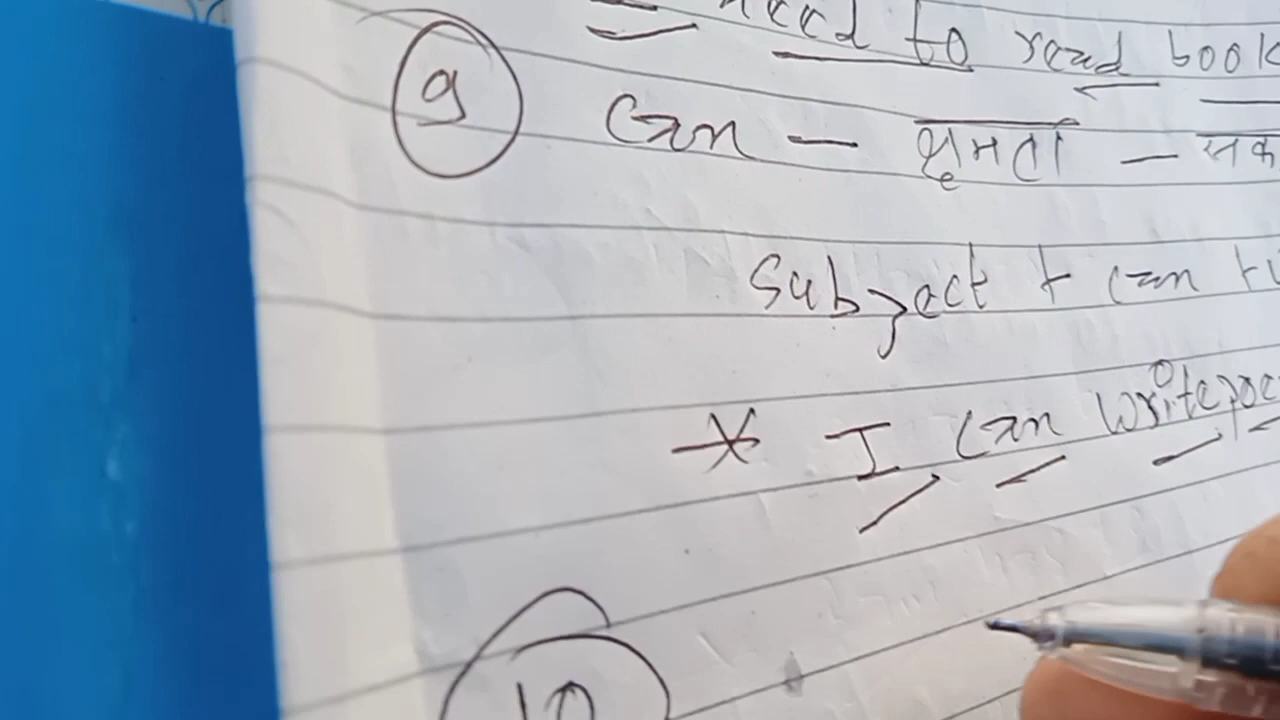 need to read book
9 Can – क्षमता – सक
Subject + can +
* I can write
10